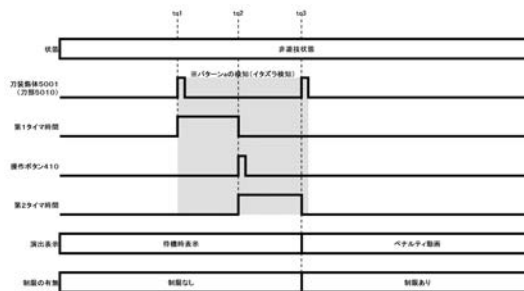 tq1 tq2 tq3
状態 非遊技状態
※パターンaの検知(イタズラ検知)
刀装飾体5001
(刀部5010)
第1タイマ時間
操作ボタン410
第2タイマ時間
演出表示 待機時表示 ペナルティ動画
制限の有無 制限なし 制限あり